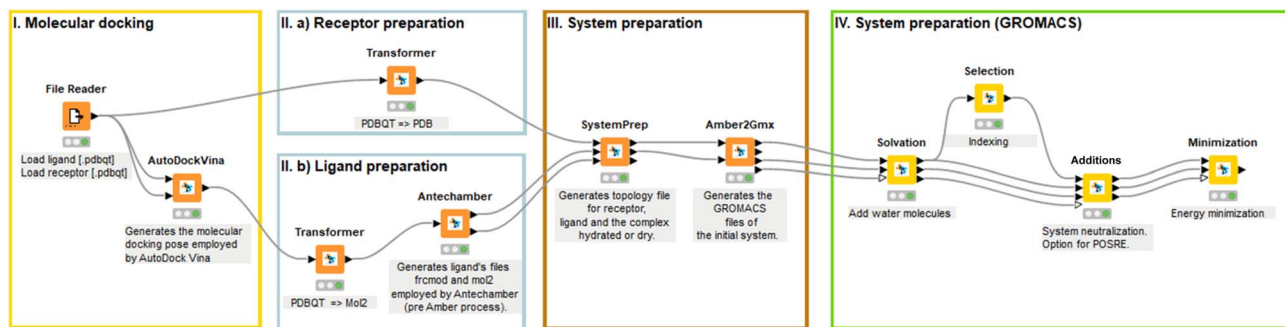 I. Molecular docking
File Reader
Load ligand [.pdbqt]
Load receptor [.pdbqt]
AutoDockVina
Generates the molecular
docking pose employed
by AutoDock Vina
II. a) Receptor preparation
Transformer
PDBQT => PDB
II. b) Ligand preparation
Transformer
PDBQT => Mol2
Antechamber
Generates ligand's files
frcmod and mol2
employed by Antechamber
(pre Amber process).
III. System preparation
SystemPrep
Generates topology file
for receptor,
ligand and the complex
hydrated or dry.
Amber2Gmx
Generates the
GROMACS
files of
the initial system.
IV. System preparation (GROMACS)
Solvation
Add water molecules
Selection
Indexing
Additions
System neutralization.
Option for POSRE.
Minimization
Energy minimization